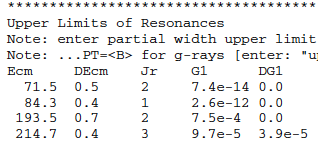 ****************************************
Upper Limits of Resonances
Note: enter partial width upper limit
Note: ...PT=<B> for g-rays [enter: "u
Ecm DEcm Jr G1 DG1
71.5 0.5 2 7.4e-14 0.0
84.3 0.4 1 2.6e-12 0.0
193.5 0.7 2 7.5e-4 0.0
214.7 0.4 3 9.7e-5 3.9e-5